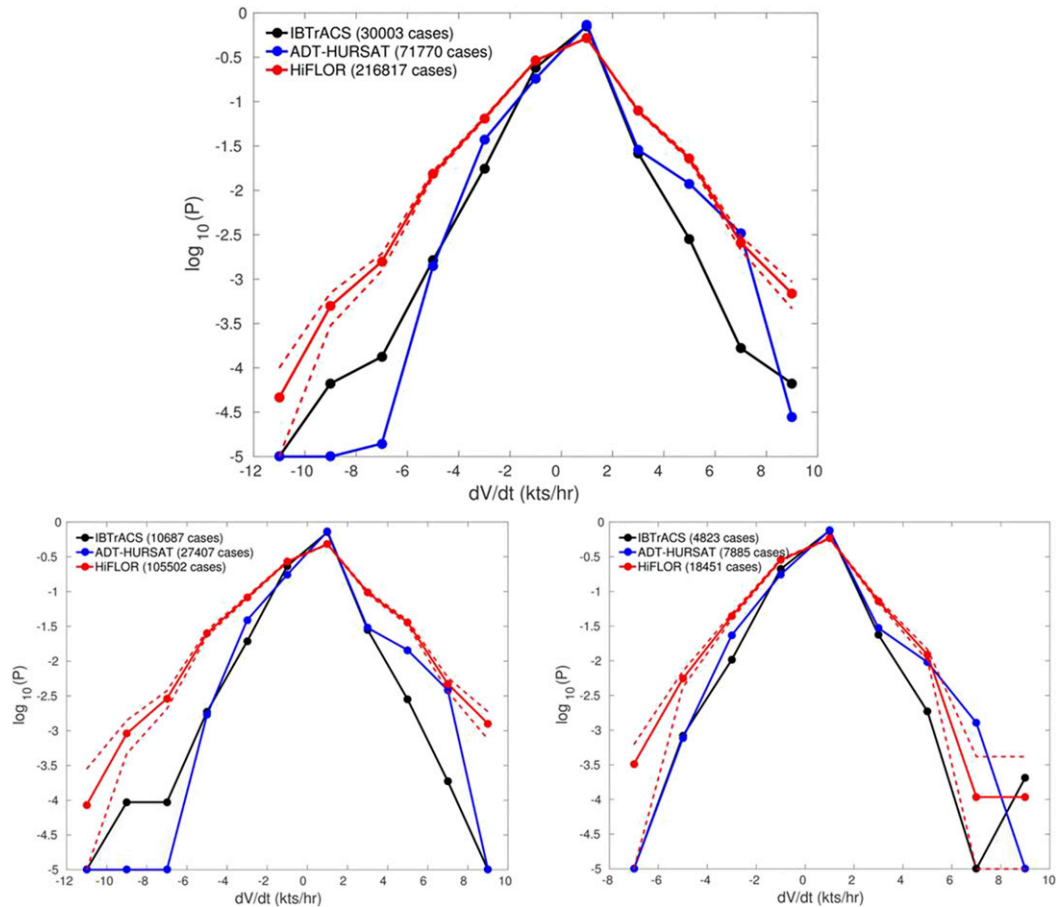 IBTrACS (30003 cases)
ADT-HURSAT (71770 cases)
HiFLOR (216817 cases)
0
-0.5
-1
-1.5
-2
-2.5
-3
-3.5
-4
-4.5
-5
log 10 (P)
-12 -10 -8 -6 -4 -2 0 2 4 6 8 10
dV/dt (kts/hr)
IBTrACS (10687 cases)
ADT-HURSAT (27407 cases)
HiFLOR (105502 cases)
0
-0.5
-1
-1.5
-2
-2.5
-3
-3.5
-4
-4.5
-5
log 10 (P)
-12 -10 -8 -6 -4 -2 0 2 4 6 8 10
dV/dt (kts/hr)
IBTrACS (4823 cases)
ADT-HURSAT (7885 cases)
HiFLOR (18451 cases)
0
-0.5
-1
-1.5
-2
-2.5
-3
-3.5
-4
-4.5
-5
log 10 (P)
-8 -6 -4 -2 0 2 4 6 8 10
dV/dt (kts/hr)